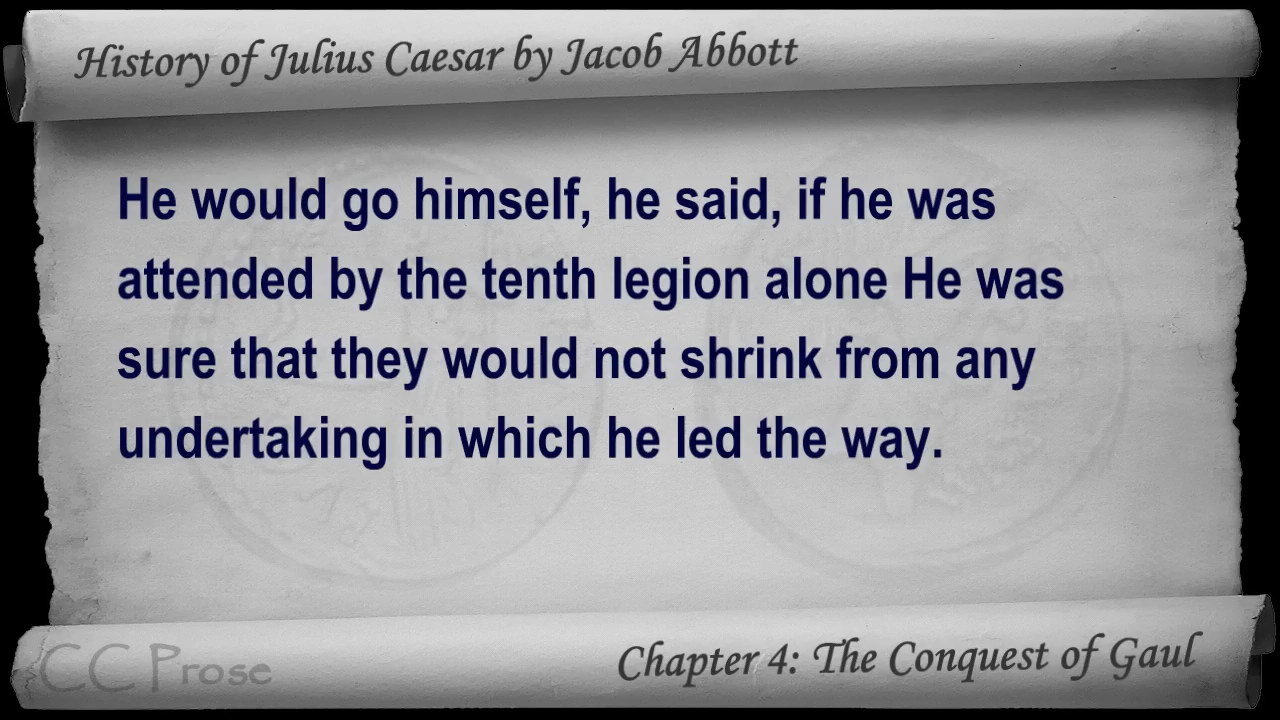 History of Julius Caesar by Jacob Abbott
He would go himself, he said, if he was
attended by the tenth legion alone He was
sure that they would not shrink from any
undertaking in which he led the way.
CC Prose
Chapter 4: The Conquest of Gaul